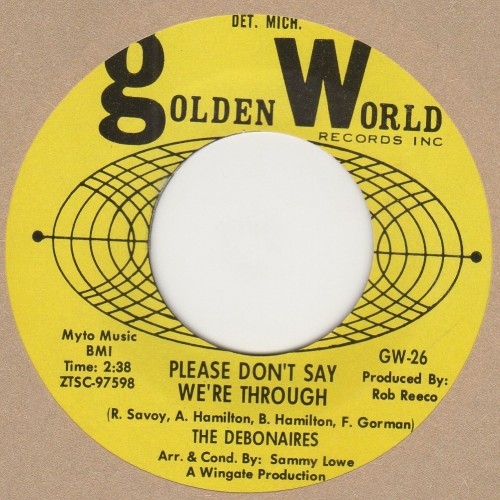 DET. MICH.
golden World
RECORDS INC
Myto Music
BMI
Time: 2:38
ZTSC-97598
GW-26
Produced By:
Rob Reeco
PLEASE DON'T SAY
WE'RE THROUGH
(R. Savoy, A. Hamilton, B. Hamilton, F. Gorman)
THE DEBONAIRES
Arr. & Cond. By: Sammy Lowe
A Wingate Production